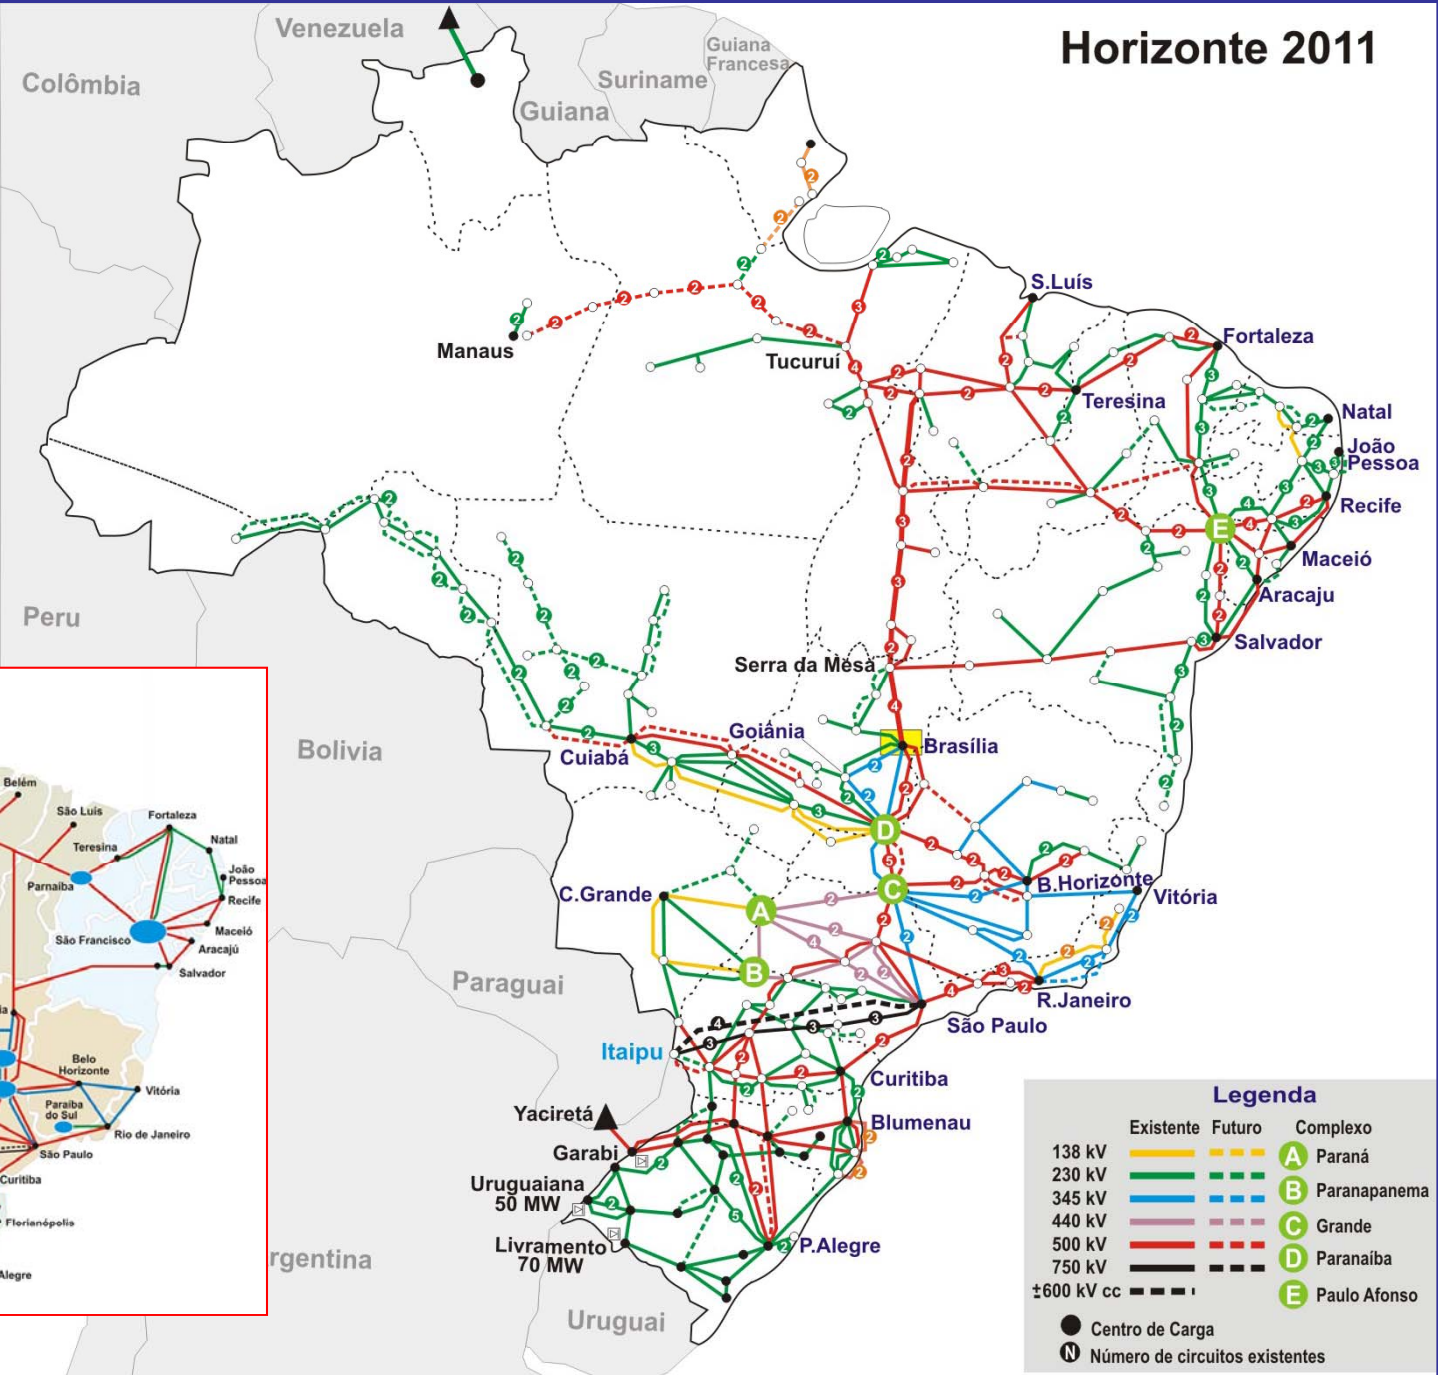 Horizonte 2011
Venezuela
Colômbia
Suriname
Guiana
Francesa
Guiana
Peru
Bolivia
Paraguai
rgentina
Uruguai
Manaus
Tucuruí
S.Luís
Fortaleza
Teresina
Natal
João
Pessoa
Recife
Maceió
Aracaju
Salvador
Serra da Mesa
Goiânia
Brasília
Cuiabá
C.Grande
B.Horizonte
Vitória
R.Janeiro
São Paulo
Itaipu
Curitiba
Blumenau
Yaciretá
Garabi
Uruguaiana
50 MW
Livramento
70 MW
P.Alegre
A
B
C
D
E
Belém
São Luís
Fortaleza
Teresina
Natal
Parnaíba
João
Pessoa
Recife
São Francisco
Maceió
Aracajú
Salvador
Belo
Horizonte
Vitória
Paraíba
do Sul
Rio de Janeiro
São Paulo
Curitiba
Florianópolis
Alegre
Legenda
Existente Futuro Complexo
138 kV A Paraná
230 kV
345 kV B Paranapanema
440 kV C Grande
500 kV D Paranaíba
750 kV
±600 kV cc E Paulo Afonso
Centro de Carga
N Número de circuitos existentes